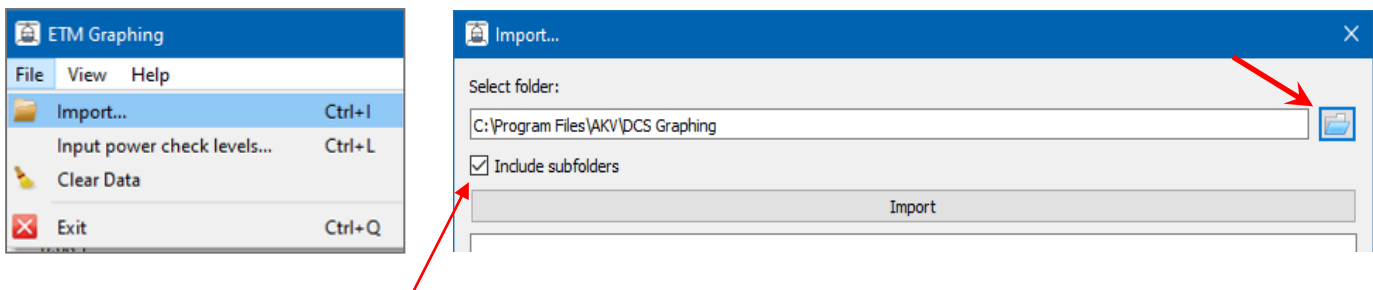 ETM Graphing
File View Help
Import... Ctrl+I
Input power check levels... Ctrl+L
Clear Data
Exit Ctrl+Q
Import...
Select folder:
C:\Program Files\AKV\DCS Graphing
Include subfolders
Import